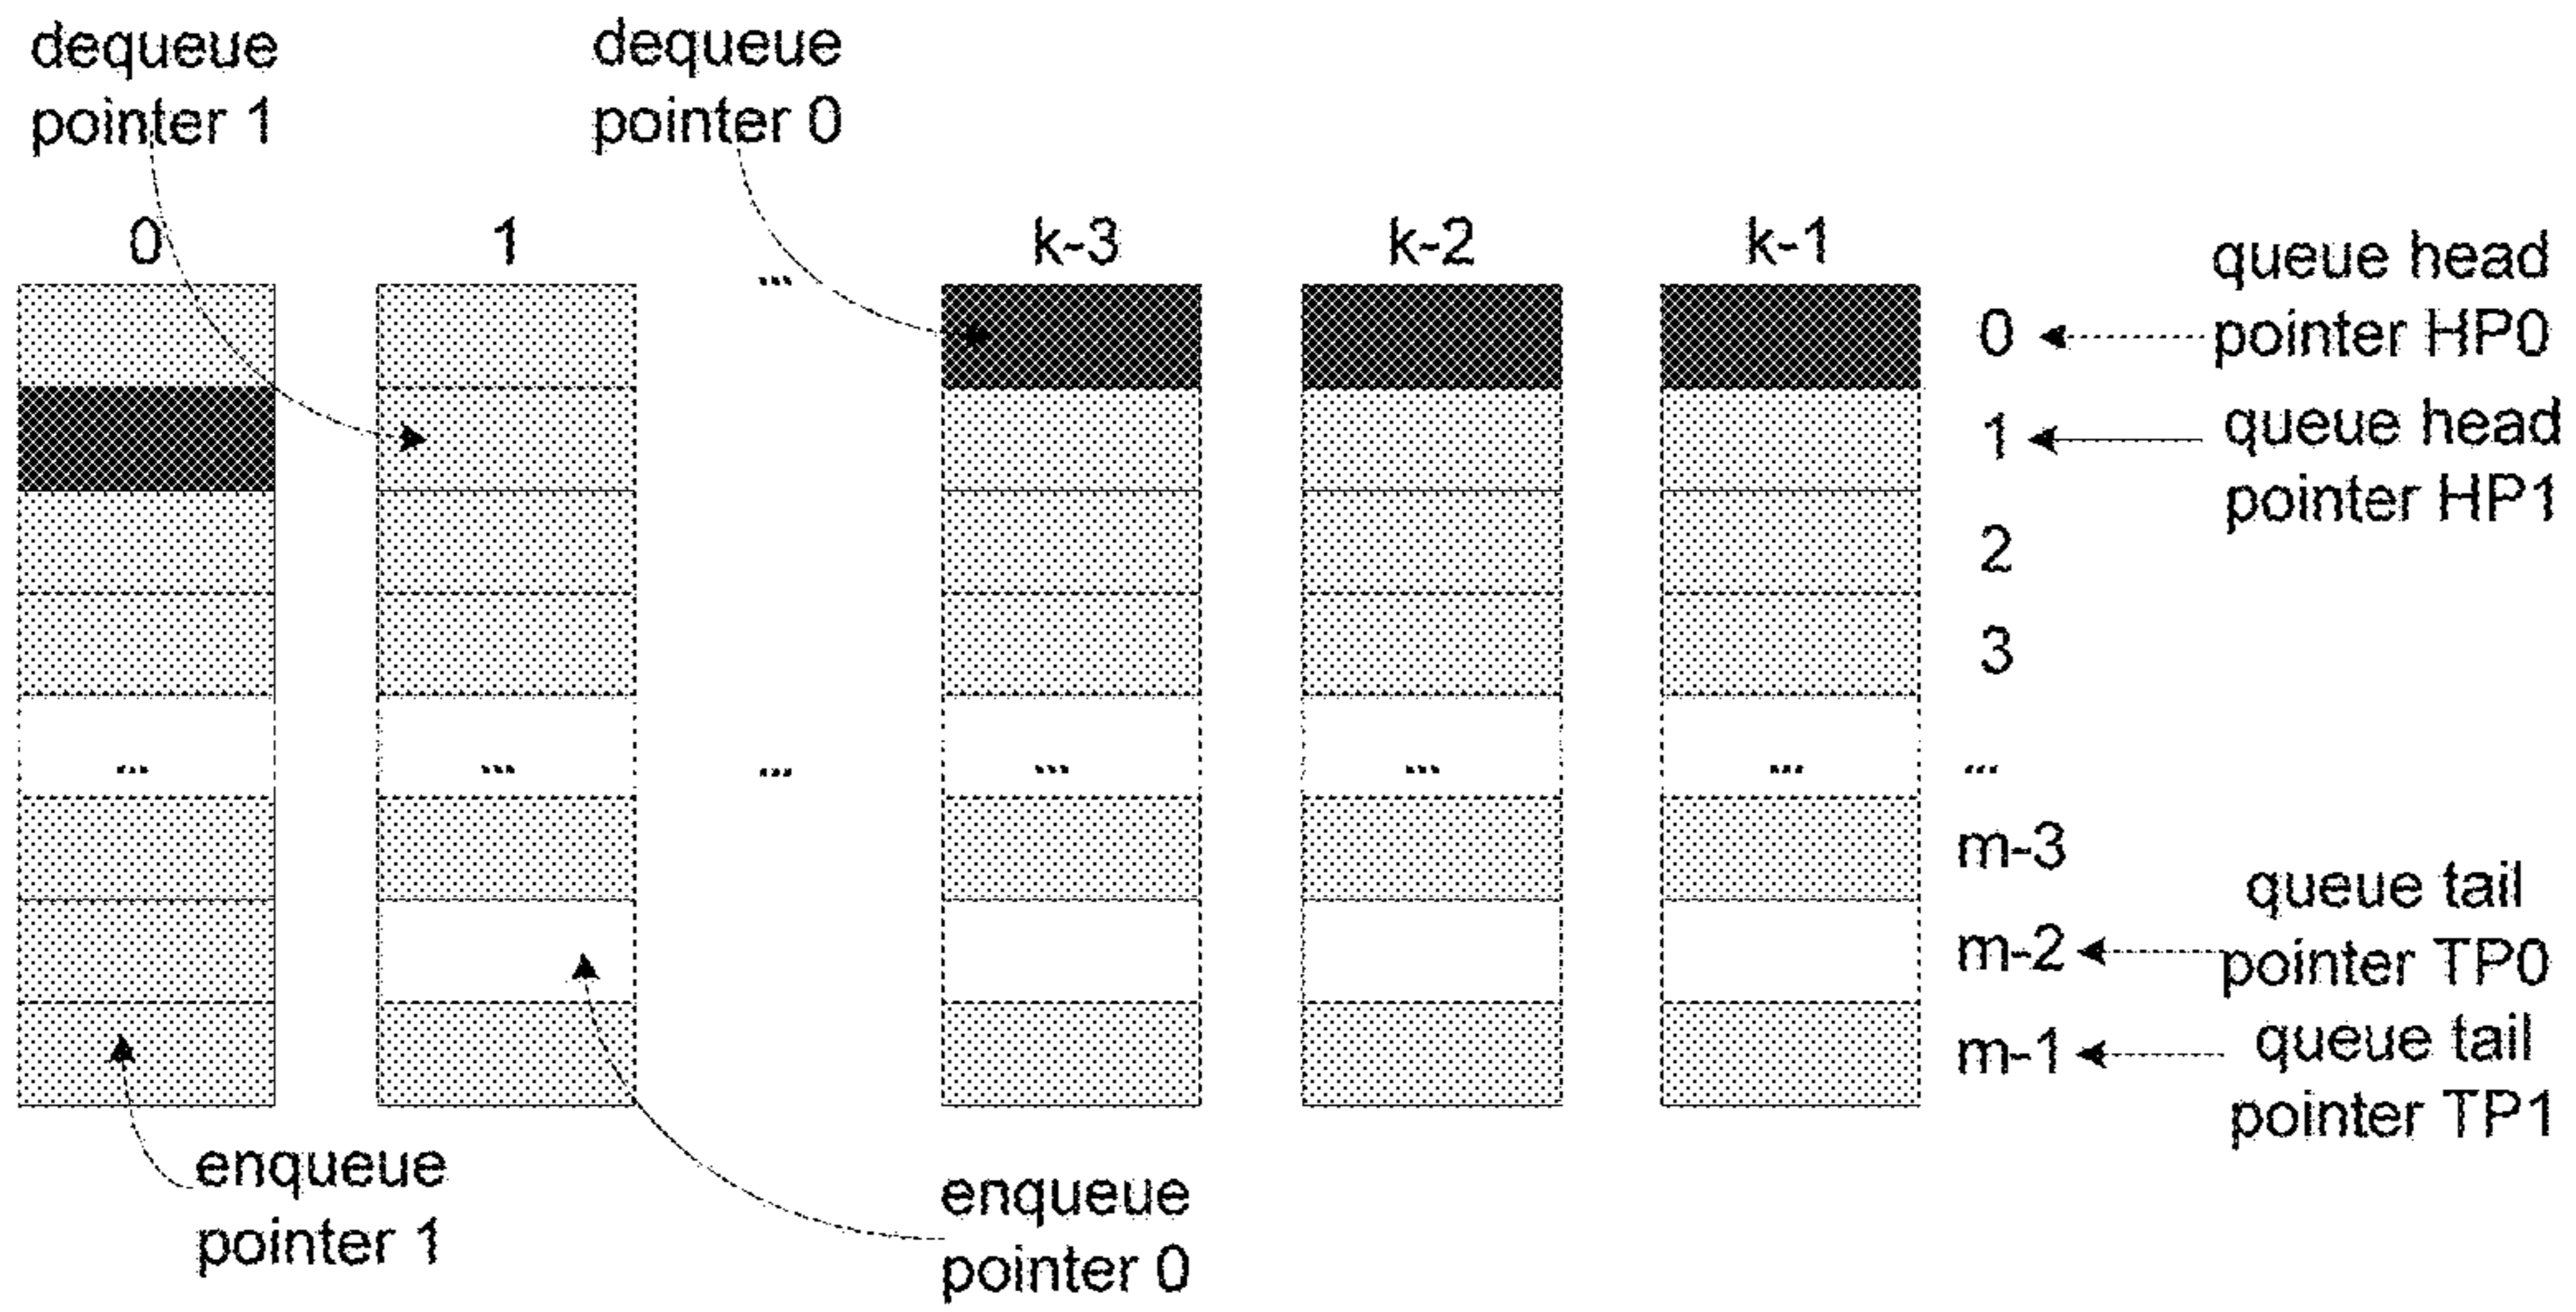 dequeue
pointer 1
dequeue
pointer 0
0
1
...
k-3
k-2
k-1
queue head
pointer HP0
0
1
queue head
pointer HP1
2
3
...
...
...
...
...
...
...
m-3
m-2
m-1
queue tail
pointer TP0
queue tail
pointer TP1
enqueue
pointer 1
enqueue
pointer 0